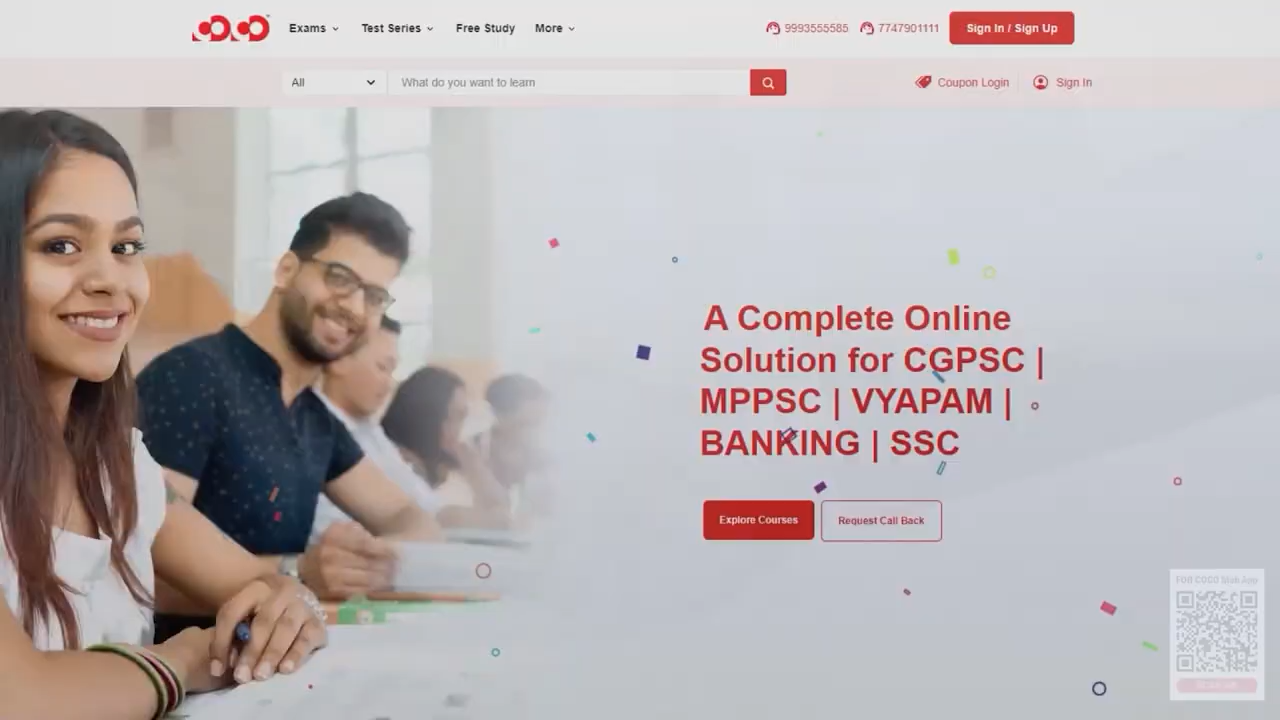 COCO
Exams
Test Series
Free Study
More
9993555585
7747901111
Sign In / Sign Up
All
What do you want to learn
Coupon Login
Sign In
A Complete Online
Solution for CGPSC |
MPPSC | VYAPAM |
BANKING | SSC
Explore Courses
Request Call Back